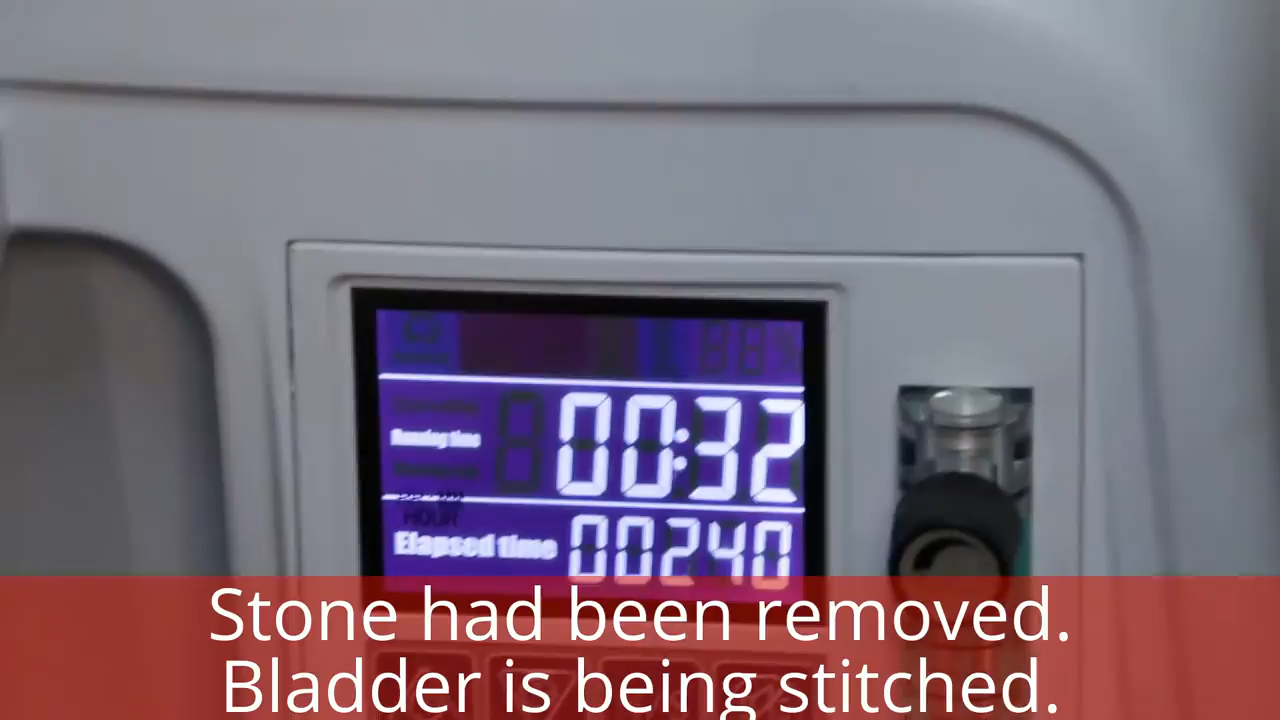 Running time
00:32
HOUR
Elapsed time 00240
Stone had been removed.
Bladder is being stitched.